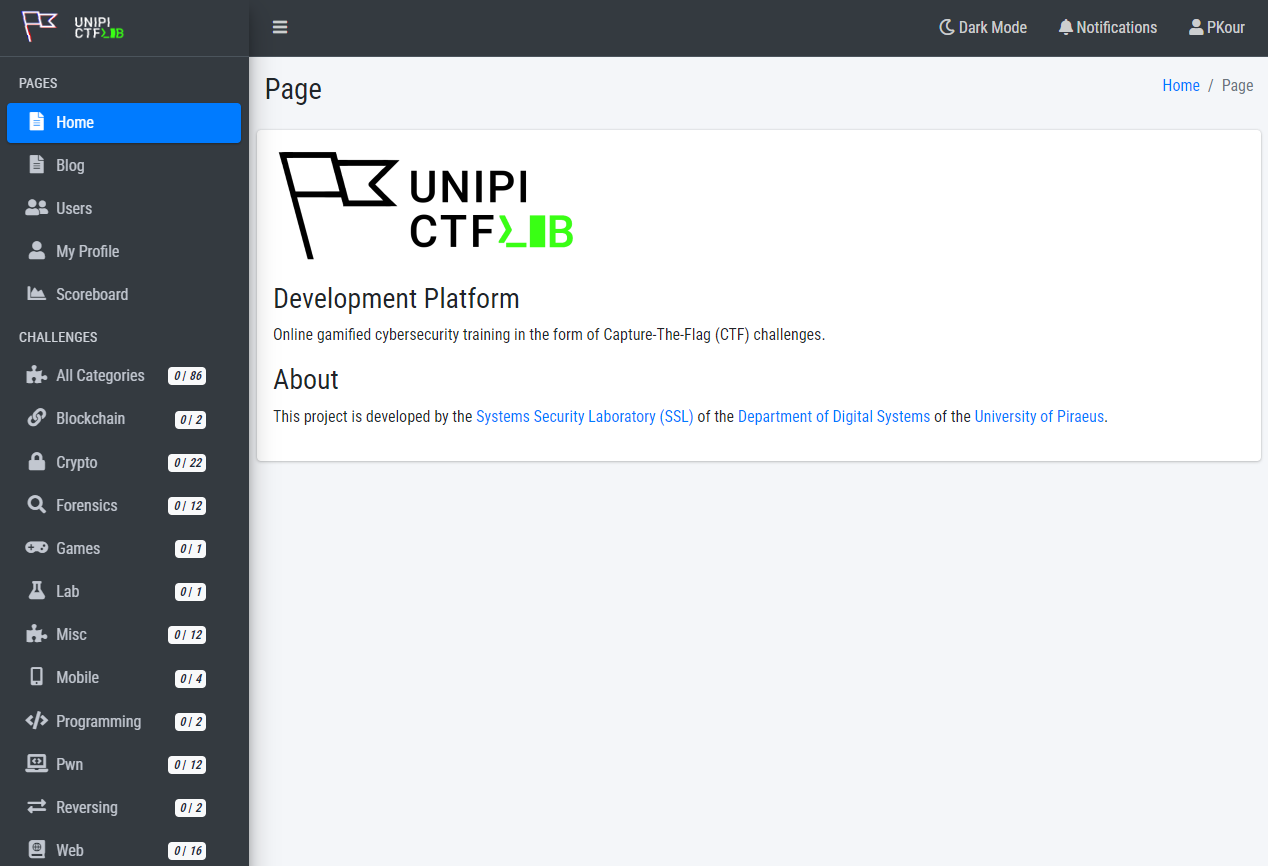 UNIPI
CTFLAB
Dark Mode
Notifications
PKour
PAGES
Home
Blog
Users
My Profile
Scoreboard
CHALLENGES
All Categories 0 / 86
Blockchain 0 / 2
Crypto 0 / 22
Forensics 0 / 12
Games 0 / 1
Lab 0 / 1
Misc 0 / 12
Mobile 0 / 4
Programming 0 / 2
Pwn 0 / 12
Reversing 0 / 2
Web 0 / 16
Page
Home / Page
UNIPI
CTFLAB
Development Platform
Online gamified cybersecurity training in the form of Capture-The-Flag (CTF) challenges.
About
This project is developed by the Systems Security Laboratory (SSL) of the Department of Digital Systems of the University of Piraeus.